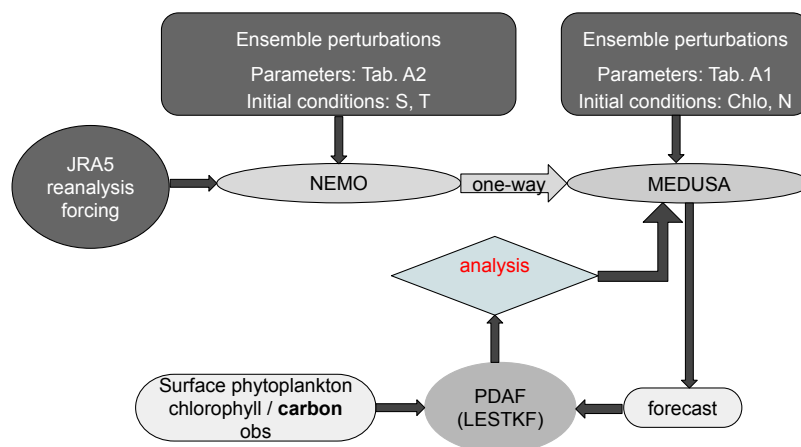 Ensemble perturbations
Parameters: Tab. A2
Initial conditions: S, T
Ensemble perturbations
Parameters: Tab. A1
Initial conditions: Chlo, N
JRA5
reanalysis
forcing
NEMO
one-way
MEDUSA
analysis
Surface phytoplankton
chlorophyll / carbon
obs
PDAF
(LESTKF)
forecast